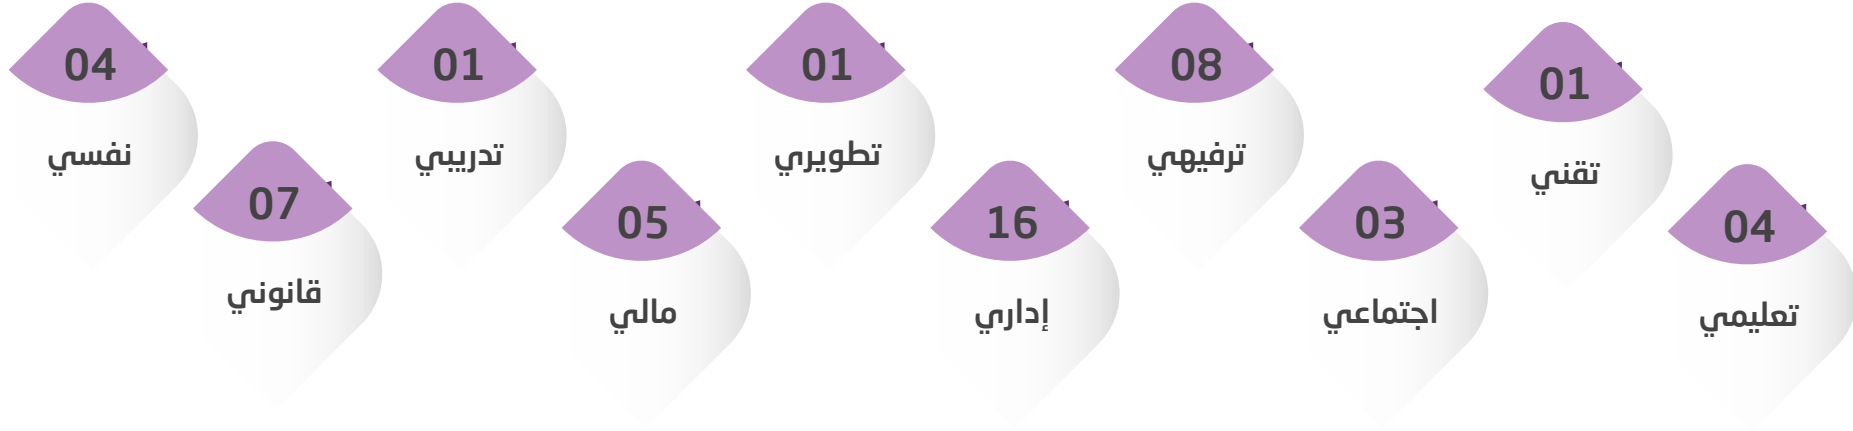 04
تعليمي
01
تقني
03
اجتماعي
08
ترفيهي
16
إداري
01
تطويري
05
مالي
01
تدريبي
07
قانوني
04
نفسي